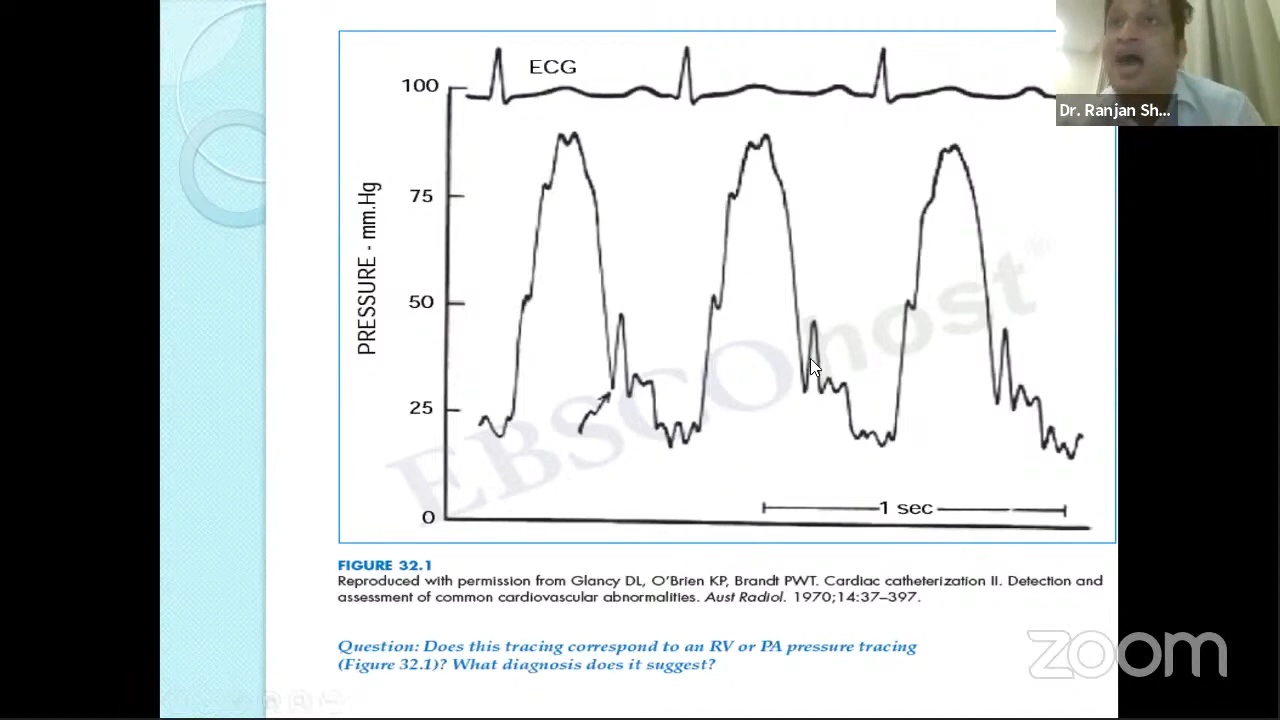 ECG
Dr. Ranjan Sh...
100
75
50
25
0
PRESSURE - mm.Hg
EBSCOhost®
1 sec
FIGURE 32.1
Reproduced with permission from Glancy DL, O'Brien KP, Brandt PWT. Cardiac catheterization II. Detection and
assessment of common cardiovascular abnormalities. Aust Radiol. 1970;14:37–397.
Question: Does this tracing correspond to an RV or PA pressure tracing
(Figure 32.1)? What diagnosis does it suggest?
zoom